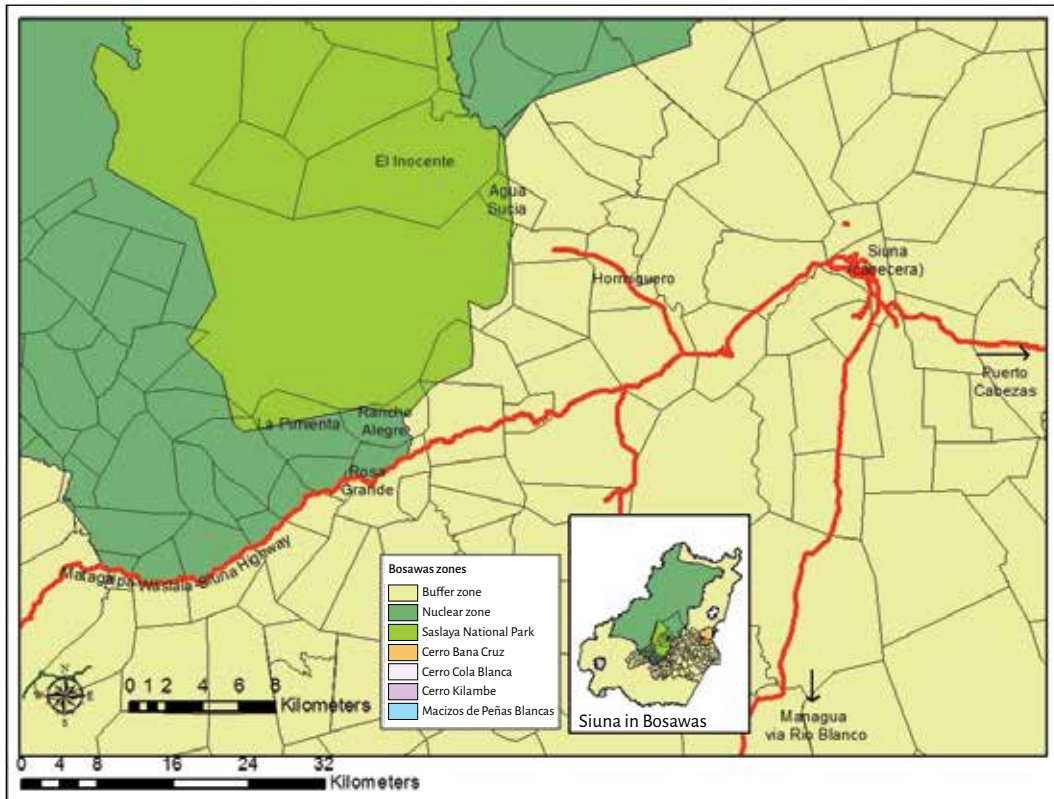 El Inocente
Agua
Sucia
Hormiguero
Siuna
(cabecera)
Puerto
Cabezas
La Pimienta
Rancho
Alegre
Rosa
Grande
Matagalpa-Waslala-Siuna Highway
Bosawas zones
Buffer zone
Nuclear zone
Saslaya National Park
Cerro Bana Cruz
Cerro Cola Blanca
Cerro Kilambe
Macizos de Peñas Blancas
Siuna in Bosawas
Managua
via Rio Blanco
N
E
S
0 1 2 4 6 8
Kilometers
0 4 8 16 24 32
Kilometers